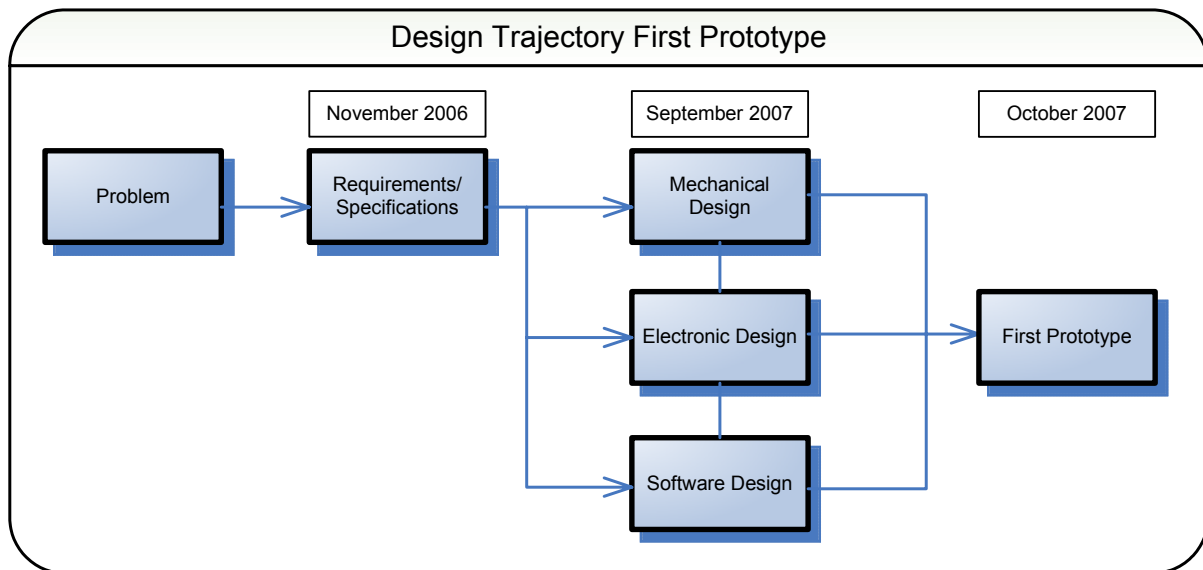 Design Trajectory First Prototype
November 2006
September 2007
October 2007
Problem
Requirements/
Specifications
Mechanical
Design
Electronic Design
First Prototype
Software Design